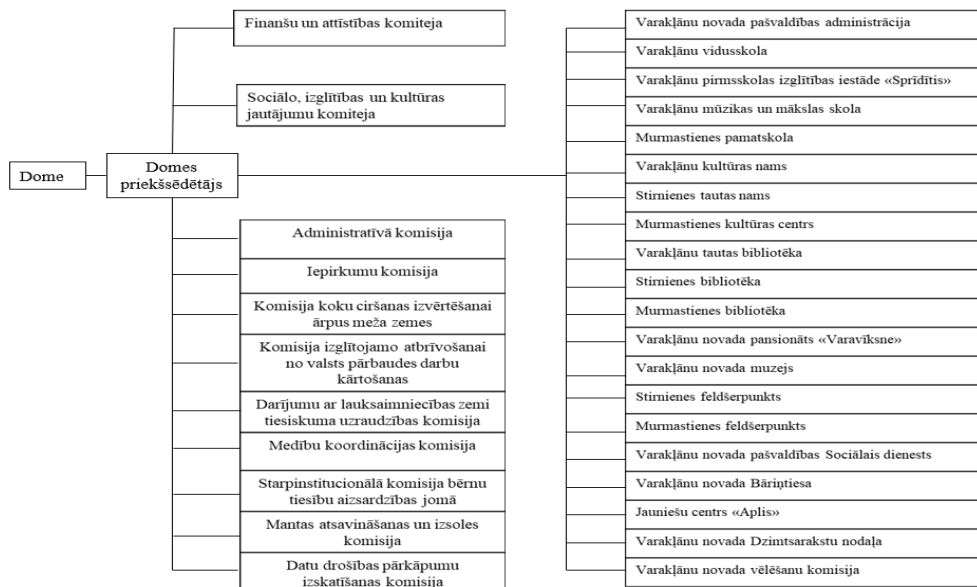 Dome
Domes
priekšsēdētājs
Finanšu un attīstības komiteja
Sociālo, izglītības un kultūras
jautājumu komiteja
Administratīvā komisija
Iepirkumu komisija
Komisija koku ciršanas izvērtēšanai
ārpus meža zemes
Komisija izglītojamo atbrīvošanai
no valsts pārbaudes darbu
kārtošanas
Darījumu ar lauksaimniecības zemi
tiesiskuma uzraudzības komisija
Medību koordinācijas komisija
Starpinstitucionālā komisija bērnu
tiesību aizsardzības jomā
Mantas atsavināšanas un izsoles
komisija
Datu drošības pārkāpumu
izskatīšanas komisija
Varakļānu novada pašvaldības administrācija
Varakļānu vidusskola
Varakļānu pirmsskolas izglītības iestāde «Sprīdītis»
Varakļānu mūzikas un mākslas skola
Murmastienes pamatskola
Varakļānu kultūras nams
Stirnienes tautas nams
Murmastienes kultūras centrs
Varakļānu tautas bibliotēka
Stirnienes bibliotēka
Murmastienes bibliotēka
Varakļānu novada pansionāts «Varavīksne»
Varakļānu novada muzejs
Stirnienes feldšerpunkts
Murmastienes feldšerpunkts
Varakļānu novada pašvaldības Sociālais dienests
Varakļānu novada Bāriņtiesa
Jauniešu centrs «Aplis»
Varakļānu novada Dzimtsarakstu nodaļa
Varakļānu novada vēlēšanu komisija